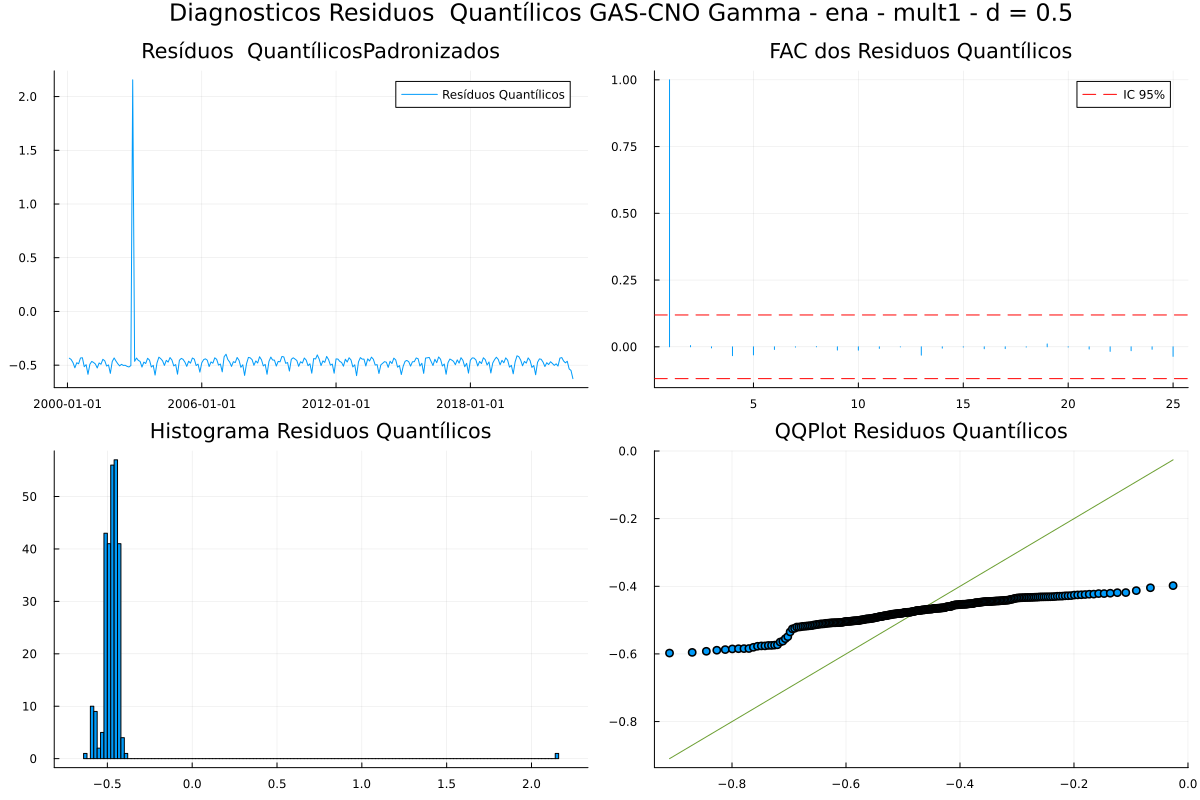 Diagnosticos Residuos  Quantílicos GAS-CNO Gamma - ena - mult1 - d = 0.5
Resíduos  QuantílicosPadronizados
Resíduos Quantílicos
2.0
1.5
1.0
0.5
0.0
−0.5
2000-01-01 2006-01-01 2012-01-01 2018-01-01
FAC dos Residuos Quantílicos
IC 95%
1.00
0.75
0.50
0.25
0.00
5 10 15 20 25
Histograma Residuos Quantílicos
50
40
30
20
10
0
−0.5 0.0 0.5 1.0 1.5 2.0
QQPlot Residuos Quantílicos
0.0
−0.2
−0.4
−0.6
−0.8
−0.8 −0.6 −0.4 −0.2 0.0